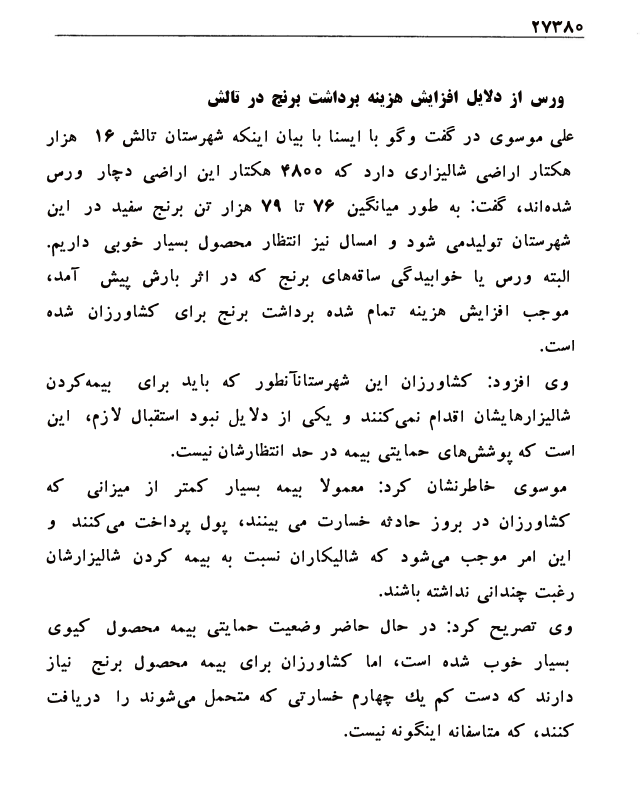 ۲۷۳۸۰
ورس از دلایل افزایش هزینه برداشت برنج در تالش
علی موسوی در گفت وگو با ایسنا با بیان اینکه شهرستان تالش ۱۶ هزار
هکتار اراضی شالیزاری دارد که ۴۸۰۰ هکتار این اراضی دچار ورس
شده‌اند، گفت: به طور میانگین ۷۶ تا ۷۹ هزار تن برنج سفید در این
شهرستان تولیدمی شود و امسال نیز انتظار محصول بسیار خوبی داریم.
البته ورس یا خوابیدگی ساقه‌های برنج که در اثر بارش پیش آمد،
موجب افزایش هزینه تمام شده برداشت برنج برای کشاورزان شده
است.
وی افزود: کشاورزان این شهرستانآنطور که باید برای بیمه‌کردن
شالیزارهایشان اقدام نمی‌کنند و یکی از دلایل نبود استقبال لازم، این
است که پوشش‌های حمایتی بیمه در حد انتظارشان نیست.
موسوی خاطرنشان کرد: معمولا بیمه بسیار کمتر از میزانی که
کشاورزان در بروز حادثه خسارت می بینند، پول پرداخت می‌کنند و
این امر موجب می‌شود که شالیکاران نسبت به بیمه کردن شالیزارشان
رغبت چندانی نداشته باشند.
وی تصریح کرد: در حال حاضر وضعیت حمایتی بیمه محصول کیوی
بسیار خوب شده است، اما کشاورزان برای بیمه محصول برنج نیاز
دارند که دست کم یك چهارم خسارتی که متحمل می‌شوند را دریافت
کنند، که متاسفانه اینگونه نیست.